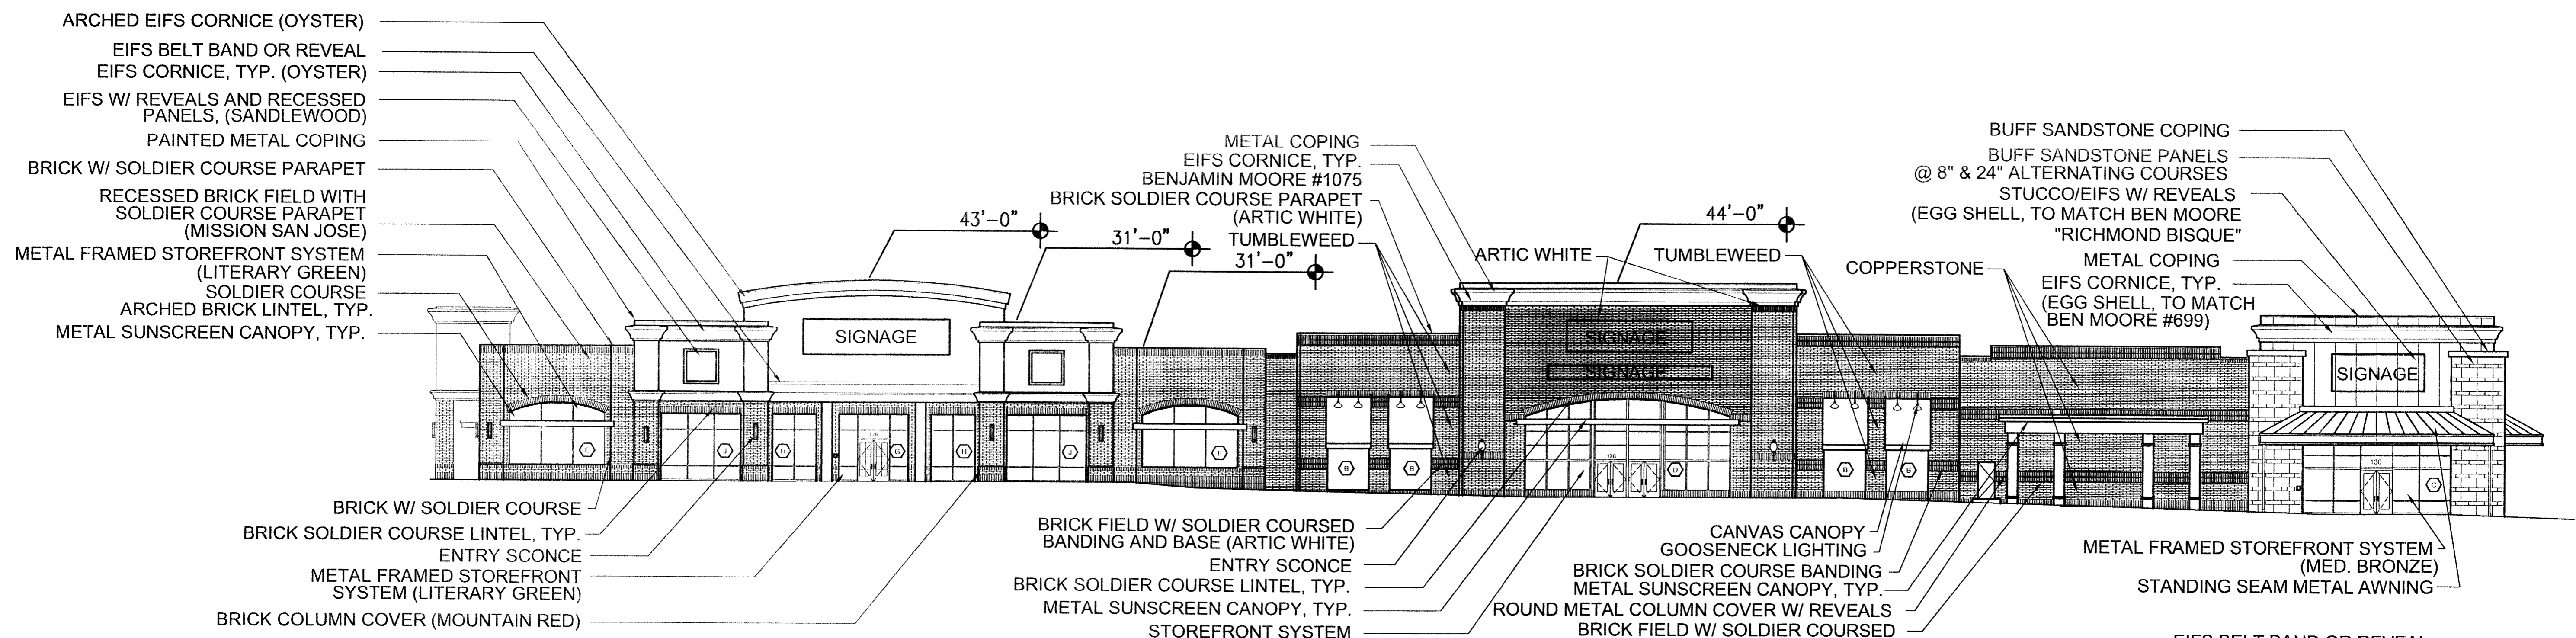 ARCHED EIFS CORNICE (OYSTER)
EIFS BELT BAND OR REVEAL
EIFS CORNICE, TYP. (OYSTER)
EIFS W/ REVEALS AND RECESSED
PANELS, (SANDLEWOOD)
PAINTED METAL COPING
BRICK W/ SOLDIER COURSE PARAPET
RECESSED BRICK FIELD WITH
SOLDIER COURSE PARAPET
(MISSION SAN JOSE)
METAL FRAMED STOREFRONT SYSTEM
(LITERARY GREEN)
SOLDIER COURSE
ARCHED BRICK LINTEL, TYP.
METAL SUNSCREEN CANOPY, TYP.
43'-0"
31'-0"
31'-0"
METAL COPING
EIFS CORNICE, TYP.
BENJAMIN MOORE #1075
BRICK SOLDIER COURSE PARAPET
(ARTIC WHITE)
TUMBLEWEED
44'-0"
ARTIC WHITE
TUMBLEWEED
COPPERSTONE
BUFF SANDSTONE COPING
BUFF SANDSTONE PANELS
@ 8" & 24" ALTERNATING COURSES
STUCCO/EIFS W/ REVEALS
(EGG SHELL, TO MATCH BEN MOORE
"RICHMOND BISQUE"
METAL COPING
EIFS CORNICE, TYP.
(EGG SHELL, TO MATCH
BEN MOORE #699)
SIGNAGE
SIGNAGE
SIGNAGE
SIGNAGE
J
H
G
H
J
B
B
170
D
B
B
130
BRICK W/ SOLDIER COURSE
BRICK SOLDIER COURSE LINTEL, TYP.
ENTRY SCONCE
METAL FRAMED STOREFRONT
SYSTEM (LITERARY GREEN)
BRICK COLUMN COVER (MOUNTAIN RED)
BRICK FIELD W/ SOLDIER COURSED
BANDING AND BASE (ARTIC WHITE)
ENTRY SCONCE
BRICK SOLDIER COURSE LINTEL, TYP.
METAL SUNSCREEN CANOPY, TYP.
STOREFRONT SYSTEM
CANVAS CANOPY
GOOSENECK LIGHTING
BRICK SOLDIER COURSE BANDING
METAL SUNSCREEN CANOPY, TYP.
ROUND METAL COLUMN COVER W/ REVEALS
BRICK FIELD W/ SOLDIER COURSED
METAL FRAMED STOREFRONT SYSTEM
(MED. BRONZE)
STANDING SEAM METAL AWNING
EIFS BELT BAND OR REVEAL